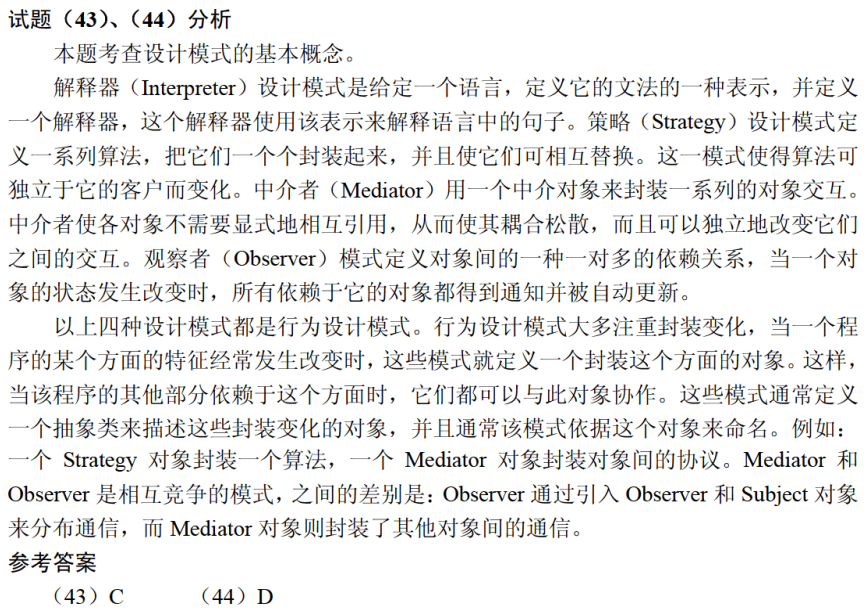 试题（43）、（44）分析
本题考查设计模式的基本概念。
解释器（Interpreter）设计模式是给定一个语言，定义它的文法的一种表示，并定义
一个解释器，这个解释器使用该表示来解释语言中的句子。策略（Strategy）设计模式定
义一系列算法，把它们一个个封装起来，并且使它们可相互替换。这一模式使得算法可
独立于它的客户而变化。中介者（Mediator）用一个中介对象来封装一系列的对象交互。
中介者使各对象不需要显式地相互引用，从而使其耦合松散，而且可以独立地改变它们
之间的交互。观察者（Observer）模式定义对象间的一种一对多的依赖关系，当一个对
象的状态发生改变时，所有依赖于它的对象都得到通知并被自动更新。
以上四种设计模式都是行为设计模式。行为设计模式大多注重封装变化，当一个程
序的某个方面的特征经常发生改变时，这些模式就定义一个封装这个方面的对象。这样，
当该程序的其他部分依赖于这个方面时，它们都可以与此对象协作。这些模式通常定义
一个抽象类来描述这些封装变化的对象，并且通常该模式依据这个对象来命名。例如：
一个 Strategy 对象封装一个算法，一个 Mediator 对象封装对象间的协议。Mediator 和
Observer 是相互竞争的模式，之间的差别是：Observer 通过引入 Observer 和 Subject 对象
来分布通信，而 Mediator 对象则封装了其他对象间的通信。
参考答案
（43）C （44）D